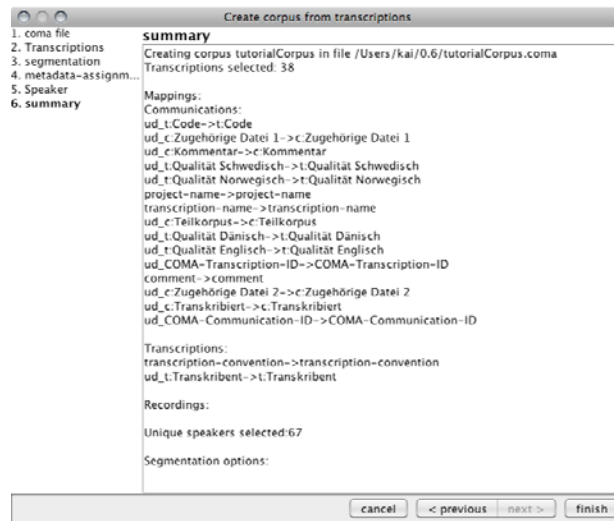 Create corpus from transcriptions
1. coma file
2. Transcriptions
3. segmentation
4. metadata-assignm...
5. Speaker
6. summary
summary
Creating corpus tutorialCorpus in file /Users/kai/0.6/tutorialCorpus.coma
Transcriptions selected: 38
Mappings:
Communications:
ud_t:Code->t:Code
ud_c:Zugehörige Datei 1->c:Zugehörige Datei 1
ud_c:Kommentar->c:Kommentar
ud_t:Qualität Schwedisch->t:Qualität Schwedisch
ud_t:Qualität Norwegisch->t:Qualität Norwegisch
project-name->project-name
transcription-name->transcription-name
ud_c:Teilkorpus->c:Teilkorpus
ud_t:Qualität Dänisch->t:Qualität Dänisch
ud_t:Qualität Englisch->t:Qualität Englisch
ud_COMA-Transcription-ID->COMA-Transcription-ID
comment->comment
ud_c:Zugehörige Datei 2->c:Zugehörige Datei 2
ud_c:Transkribiert->c:Transkribiert
ud_COMA-Communication-ID->COMA-Communication-ID
Transcriptions:
transcription-convention->transcription-convention
ud_t:Transkribent->t:Transkribent
Recordings:
Unique speakers selected:67
Segmentation options:
cancel < previous next > finish